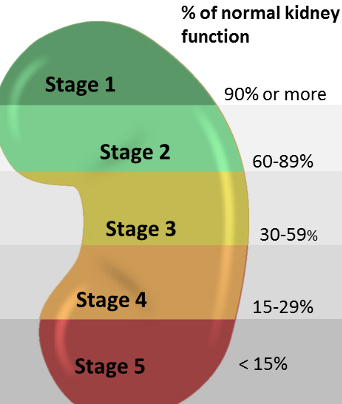 % of normal kidney
function
Stage 1
90% or more
Stage 2
60-89%
Stage 3
30-59%
Stage 4
15-29%
Stage 5
< 15%